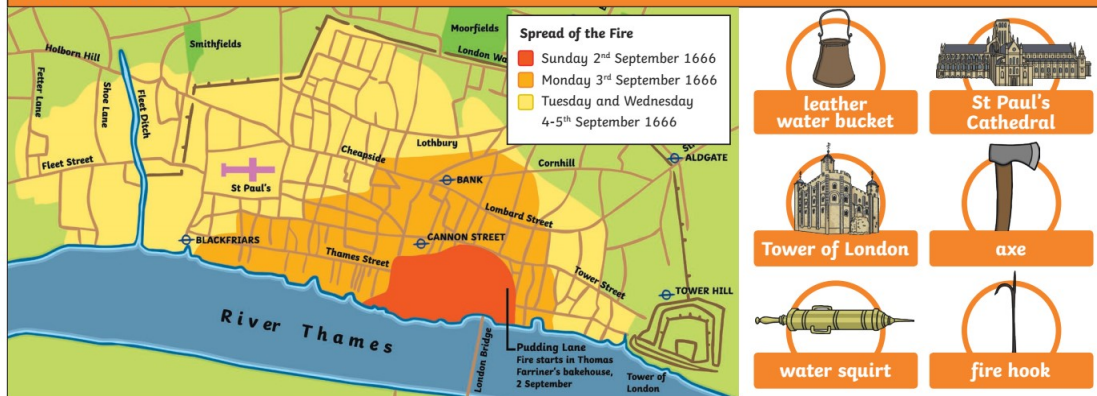 Spread of the Fire
Sunday 2nd September 1666
Monday 3rd September 1666
Tuesday and Wednesday
4-5th September 1666
Moorfields
London Wa
Smithfields
Holborn Hill
Fetter Lane
Shoe Lane
Fleet Ditch
Fleet Street
St Paul's
Cheapside
Lothbury
Cornhill
ALDGATE
BANK
Lombard Street
BLACKFRIARS
CANNON STREET
Thames Street
Tower Street
TOWER HILL
River Thames
London Bridge
Pudding Lane
Fire starts in Thomas
Farriner's bakehouse,
2 September
Tower of
London
leather
water bucket
St Paul's
Cathedral
Tower of London
axe
water squirt
fire hook